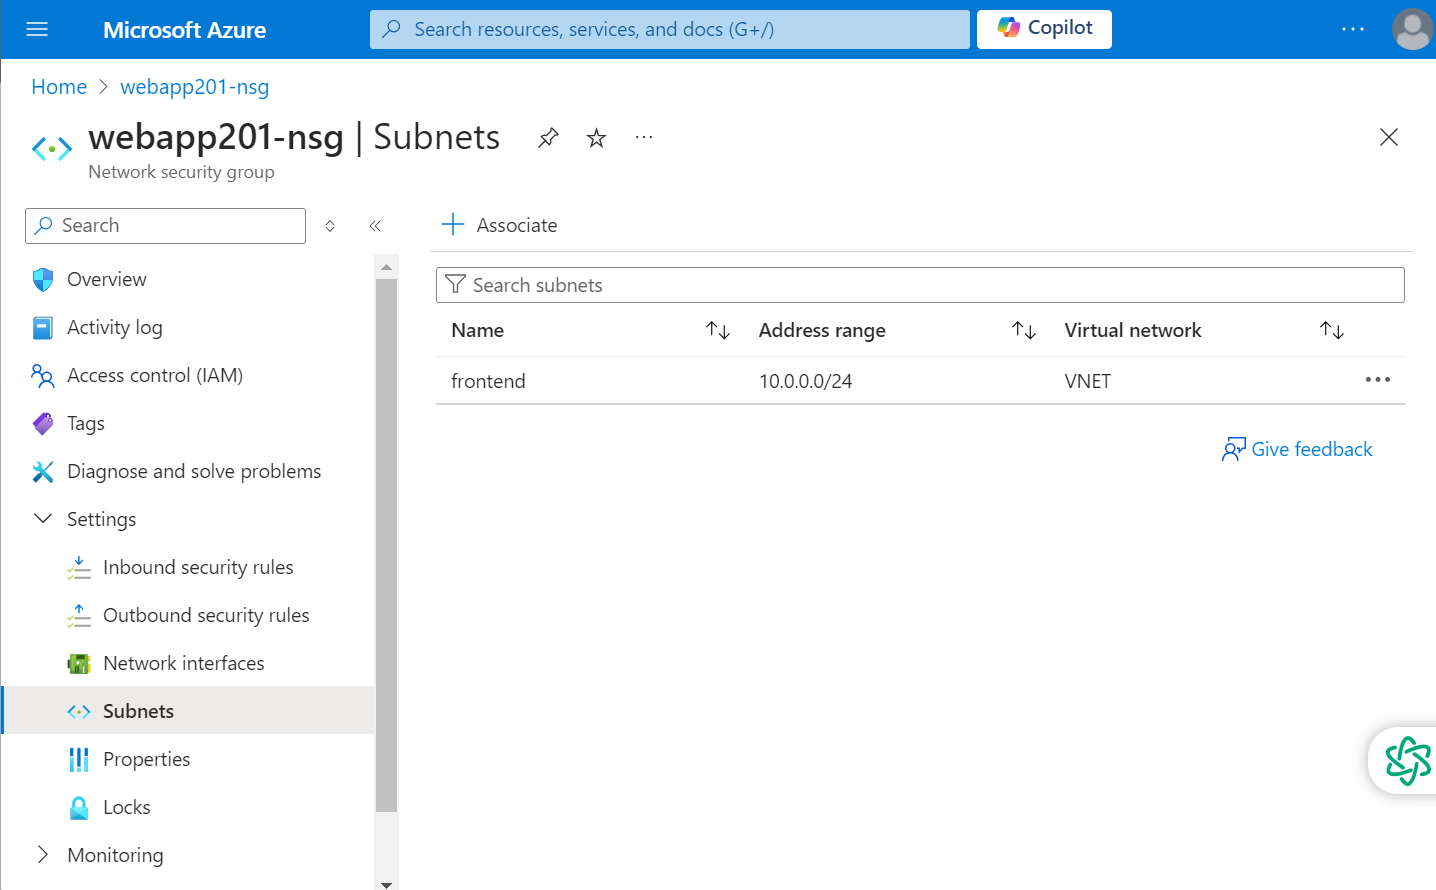 Microsoft Azure
Search resources, services, and docs (G+/)
Copilot
Home > webapp201-nsg
webapp201-nsg | Subnets
Network security group
Search
Associate
Overview
Activity log
Access control (IAM)
Tags
Diagnose and solve problems
Settings
Inbound security rules
Outbound security rules
Network interfaces
Subnets
Properties
Locks
Monitoring
Search subnets
Name Address range Virtual network
frontend 10.0.0.0/24 VNET
Give feedback